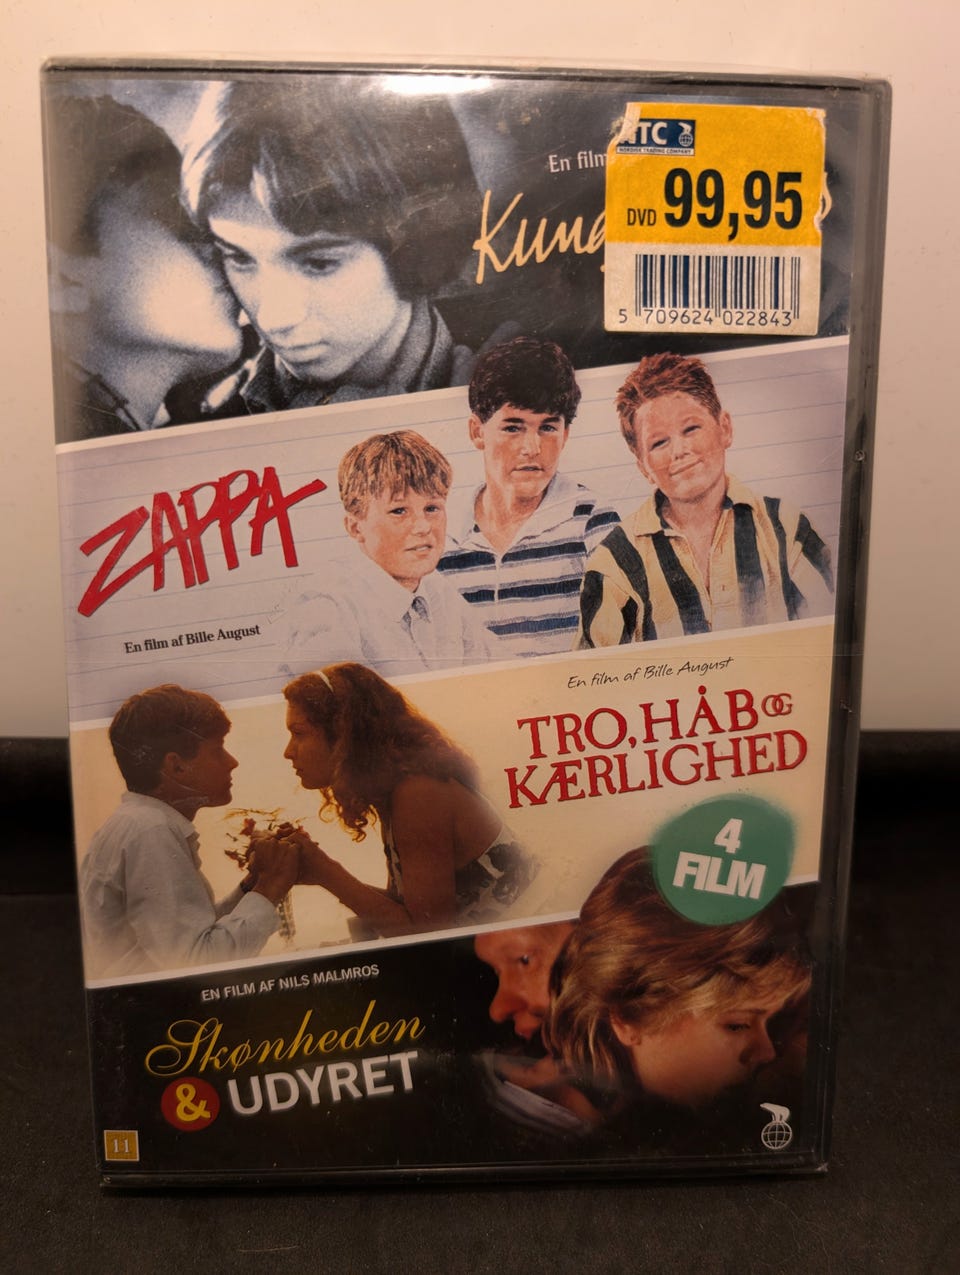 En film
NTC
NORDISK TRADING COMPANY
DVD 99,95
5 709624 022843
Kung
ZAPPA
En film af Bille August
En film af Bille August
TRO, HÅB OG
KÆRLIGHED
4
FILM
EN FILM AF NILS MALMROS
Skønheden
& UDYRET
11